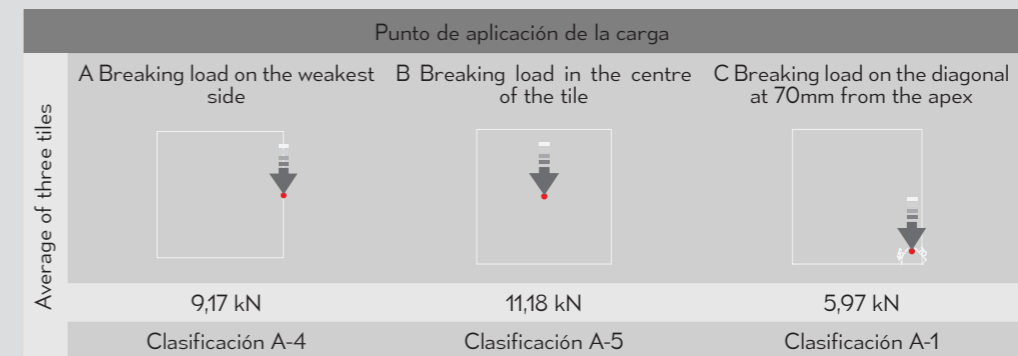 Punto de aplicación de la carga
Average of three tiles
A Breaking load on the weakest
side
B Breaking load in the centre
of the tile
C Breaking load on the diagonal
at 70mm from the apex
9,17 kN
11,18 kN
5,97 kN
Clasificación A-4
Clasificación A-5
Clasificación A-1